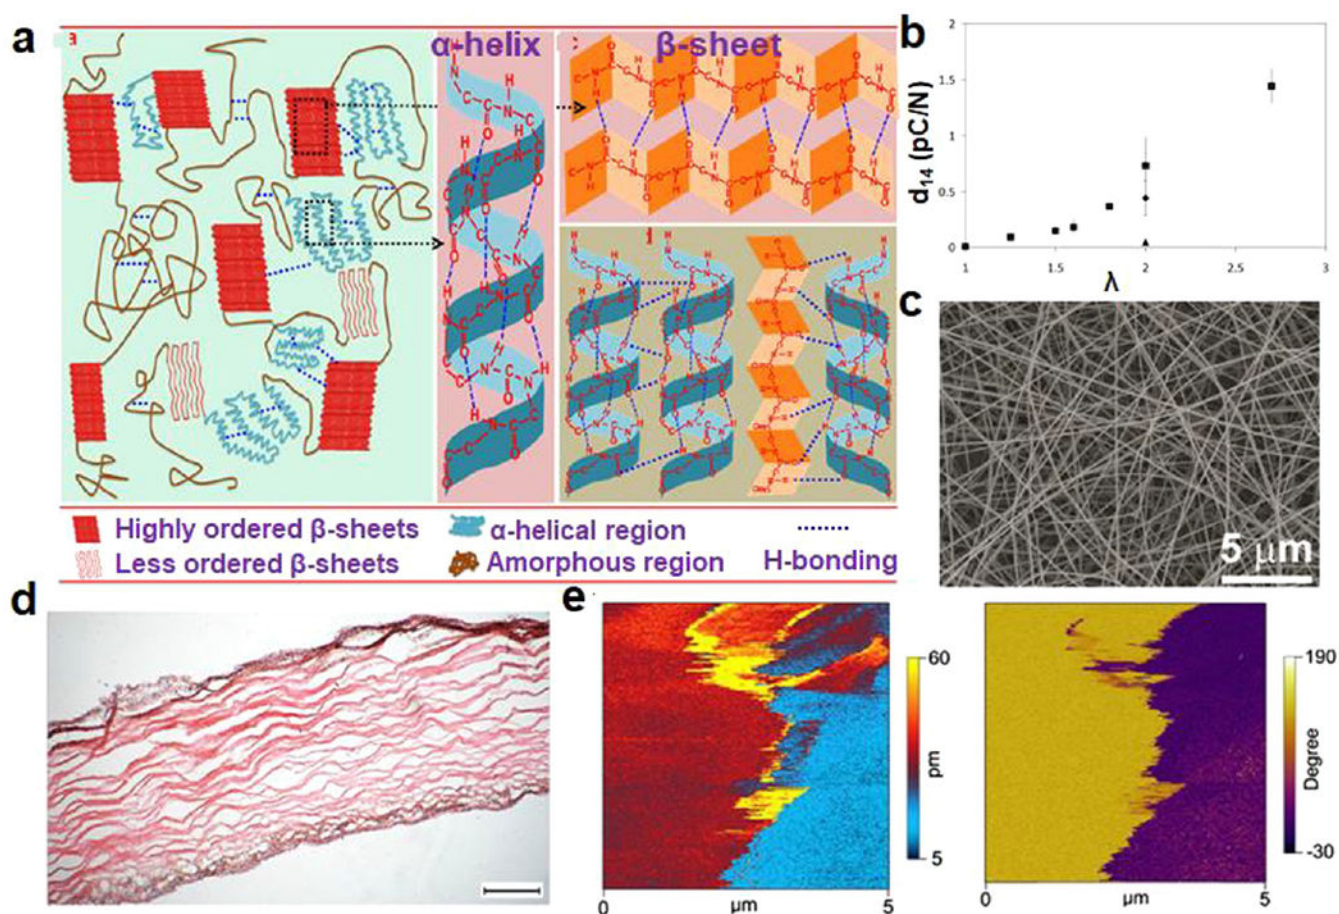 a
α-helix
β-sheet
Highly ordered β-sheets
α-helical region
Less ordered β-sheets
Amorphous region
H-bonding
b
d14 (pC/N)
2
1.5
1
0.5
0
1
1.5
2
2.5
3
λ
c
5 μm
d
e
60
pm
5
0
μm
5
190
Degree
-30
0
μm
5